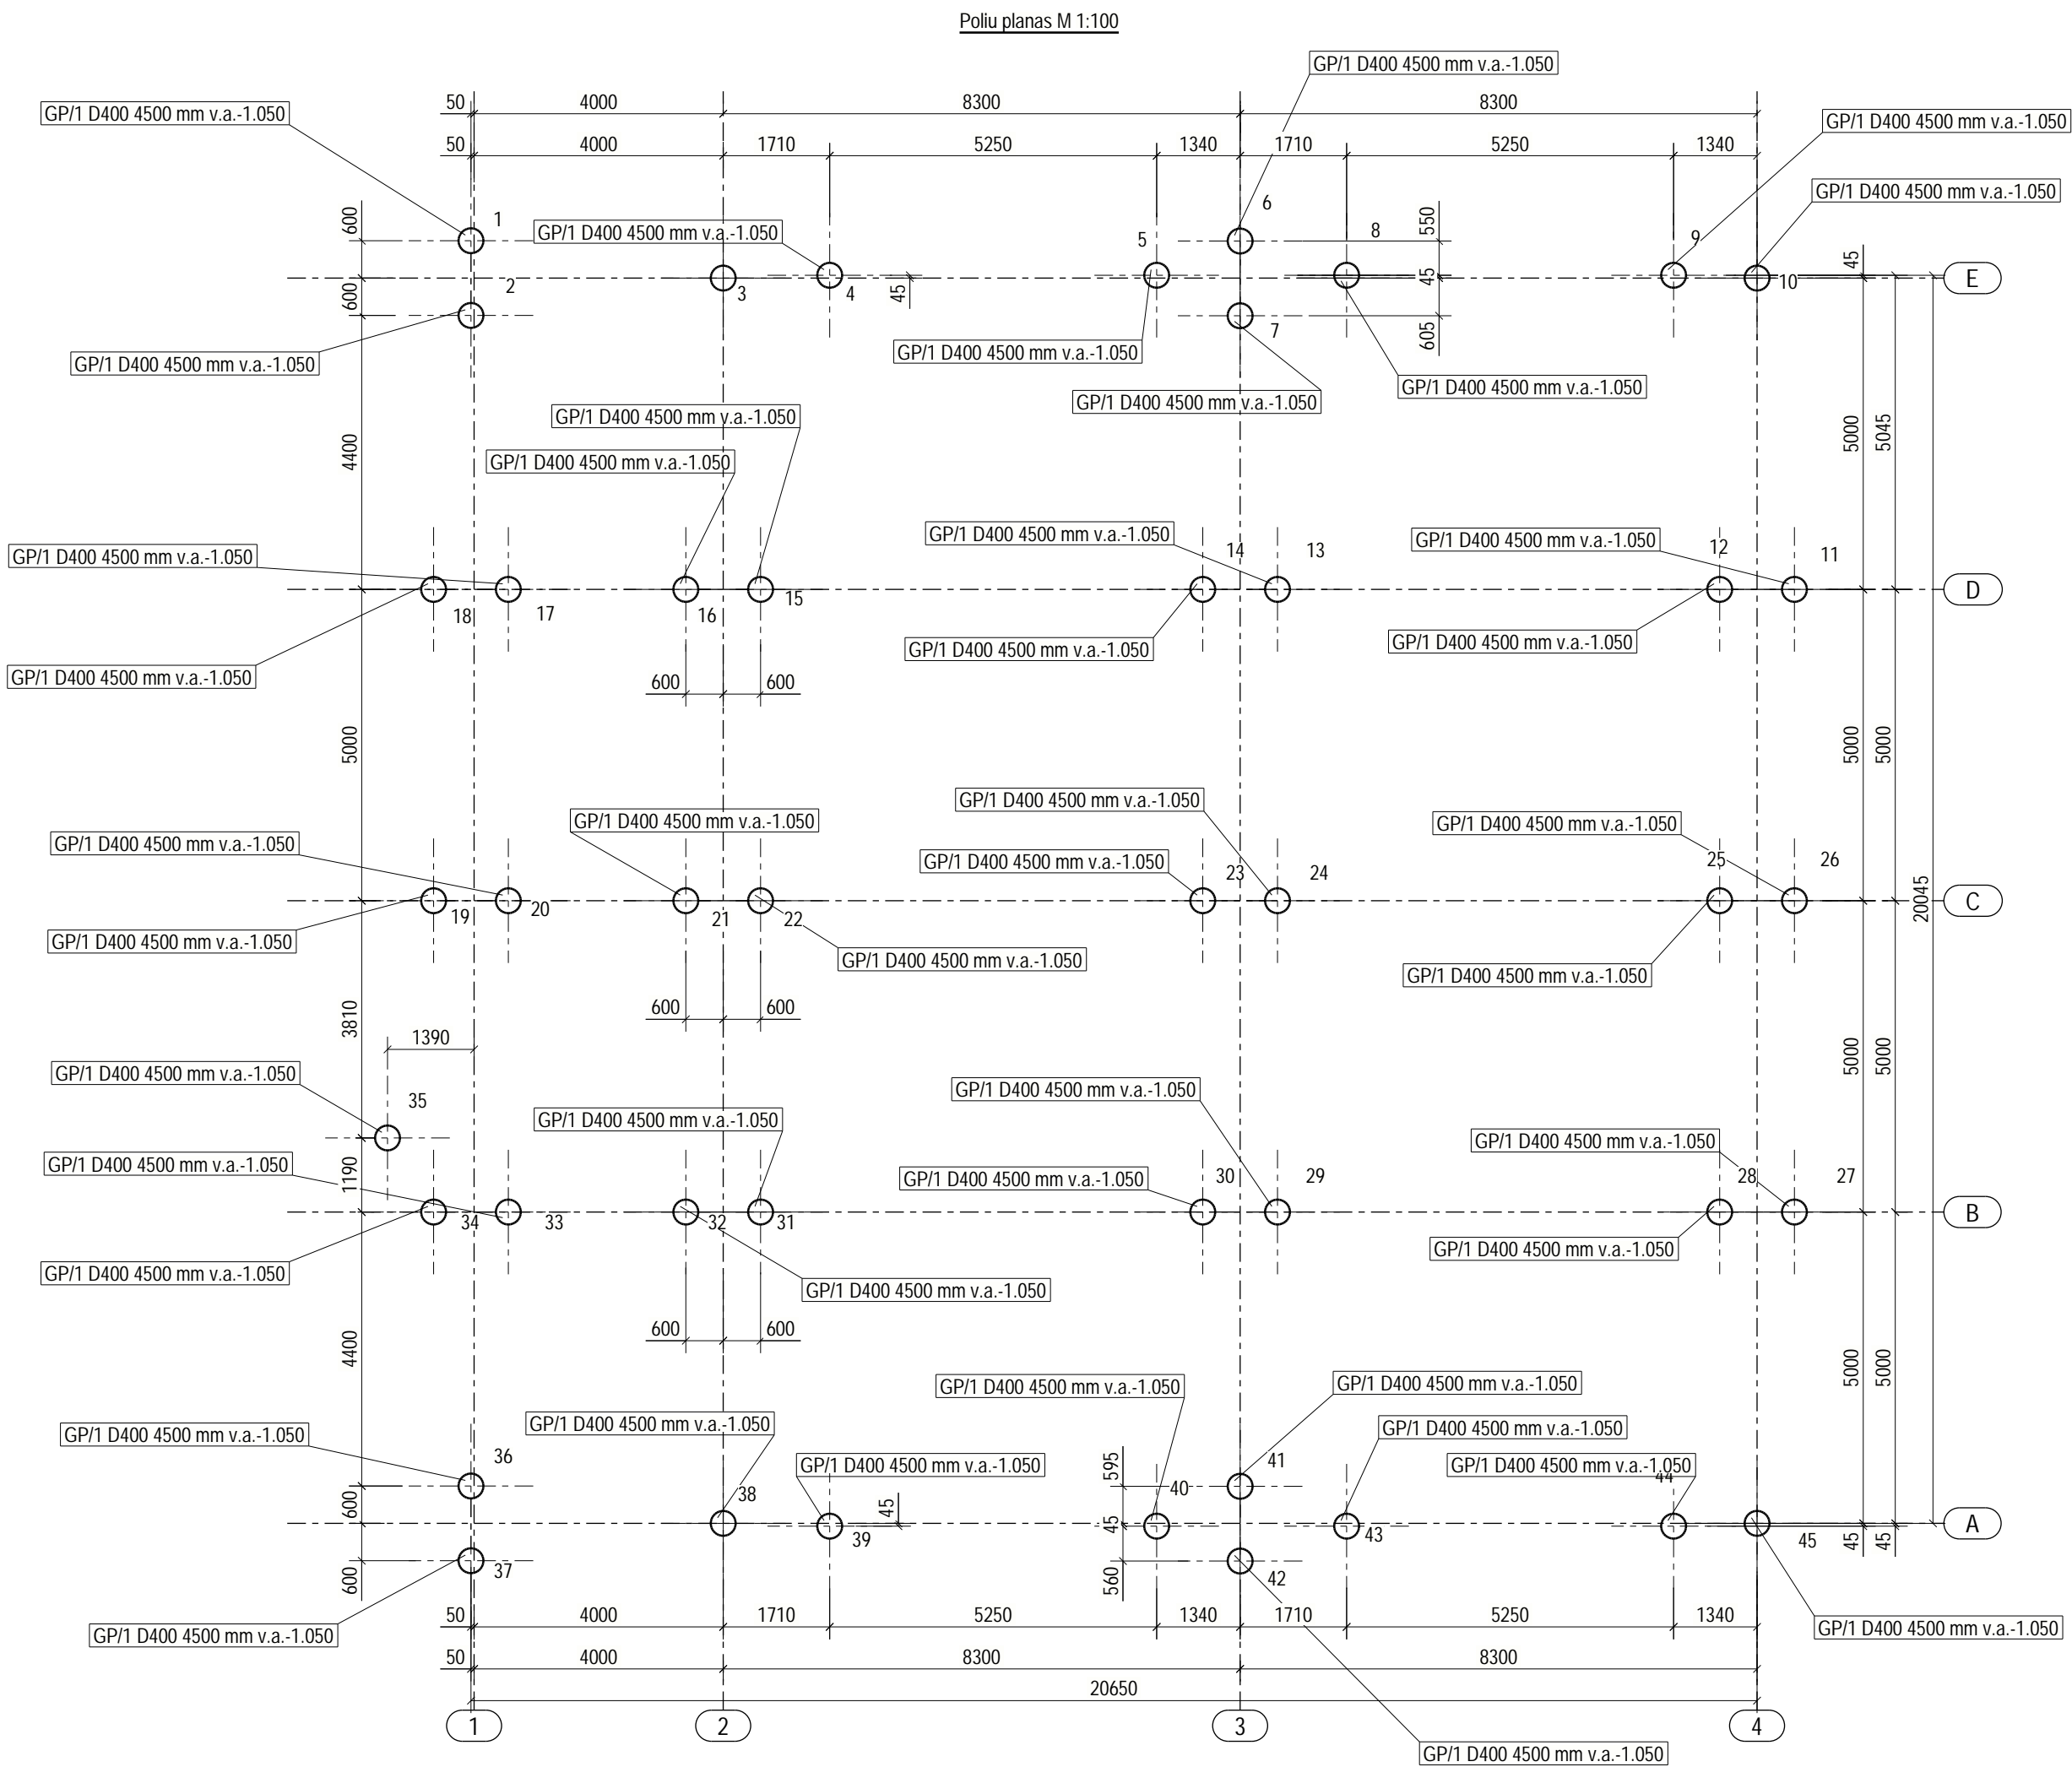 Poliu planas M 1:100
GP/1 D400 4500 mm v.a.-1.050
50 4000 8300 8300
GP/1 D400 4500 mm v.a.-1.050
GP/1 D400 4500 mm v.a.-1.050
50 4000 1710 5250 1340 1710 5250 1340
GP/1 D400 4500 mm v.a.-1.050
600 1 6 550
GP/1 D400 4500 mm v.a.-1.050
5 8 9 45
2 3 4 45 45 10 E
600 7 605
GP/1 D400 4500 mm v.a.-1.050
GP/1 D400 4500 mm v.a.-1.050
GP/1 D400 4500 mm v.a.-1.050
GP/1 D400 4500 mm v.a.-1.050
GP/1 D400 4500 mm v.a.-1.050
4400 5000 5045
GP/1 D400 4500 mm v.a.-1.050
GP/1 D400 4500 mm v.a.-1.050
GP/1 D400 4500 mm v.a.-1.050
GP/1 D400 4500 mm v.a.-1.050
14 13 12 11
18 17 16 15 D
GP/1 D400 4500 mm v.a.-1.050
GP/1 D400 4500 mm v.a.-1.050
GP/1 D400 4500 mm v.a.-1.050
600 600
5000 5000 5000
GP/1 D400 4500 mm v.a.-1.050
GP/1 D400 4500 mm v.a.-1.050
GP/1 D400 4500 mm v.a.-1.050
GP/1 D400 4500 mm v.a.-1.050
GP/1 D400 4500 mm v.a.-1.050
23 24 25 26
19 20 21 22 20045 C
GP/1 D400 4500 mm v.a.-1.050
GP/1 D400 4500 mm v.a.-1.050
GP/1 D400 4500 mm v.a.-1.050
3810 600 600
1390 5000 5000
GP/1 D400 4500 mm v.a.-1.050
GP/1 D400 4500 mm v.a.-1.050
35
GP/1 D400 4500 mm v.a.-1.050
GP/1 D400 4500 mm v.a.-1.050
GP/1 D400 4500 mm v.a.-1.050
GP/1 D400 4500 mm v.a.-1.050
1190 30 29 28 27
34 33 32 31 B
GP/1 D400 4500 mm v.a.-1.050
GP/1 D400 4500 mm v.a.-1.050
GP/1 D400 4500 mm v.a.-1.050
600 600
4400 5000 5000
GP/1 D400 4500 mm v.a.-1.050
GP/1 D400 4500 mm v.a.-1.050
GP/1 D400 4500 mm v.a.-1.050
GP/1 D400 4500 mm v.a.-1.050
GP/1 D400 4500 mm v.a.-1.050
36 595 41
GP/1 D400 4500 mm v.a.-1.050
GP/1 D400 4500 mm v.a.-1.050
44
600 38 45 40
39 45 43 45 45 45 A
600 37 560 42
50 4000 1710 5250 1340 1710 5250 1340
GP/1 D400 4500 mm v.a.-1.050
GP/1 D400 4500 mm v.a.-1.050
50 4000 8300 8300
20650
1 2 3 4
GP/1 D400 4500 mm v.a.-1.050